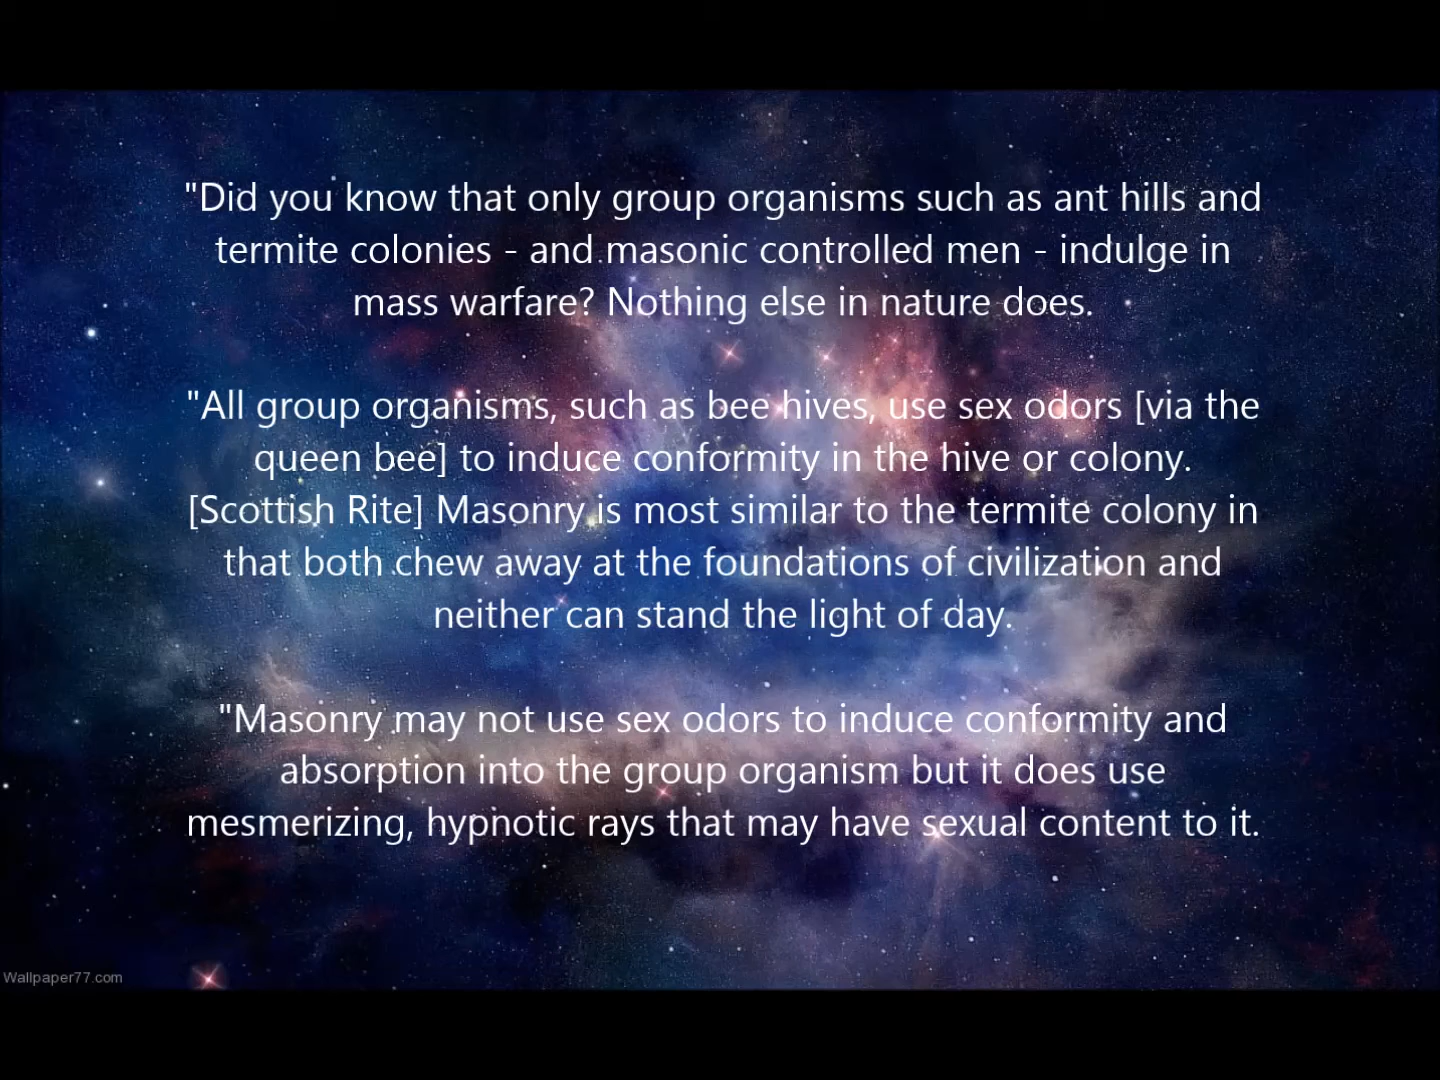 "Did you know that only group organisms such as ant hills and
termite colonies - and masonic controlled men - indulge in
mass warfare? Nothing else in nature does.
"All group organisms, such as bee hives, use sex odors [via the
queen bee] to induce conformity in the hive or colony.
[Scottish Rite] Masonry is most similar to the termite colony in
that both chew away at the foundations of civilization and
neither can stand the light of day.
"Masonry may not use sex odors to induce conformity and
absorption into the group organism but it does use
mesmerizing, hypnotic rays that may have sexual content to it.
Wallpaper77.com